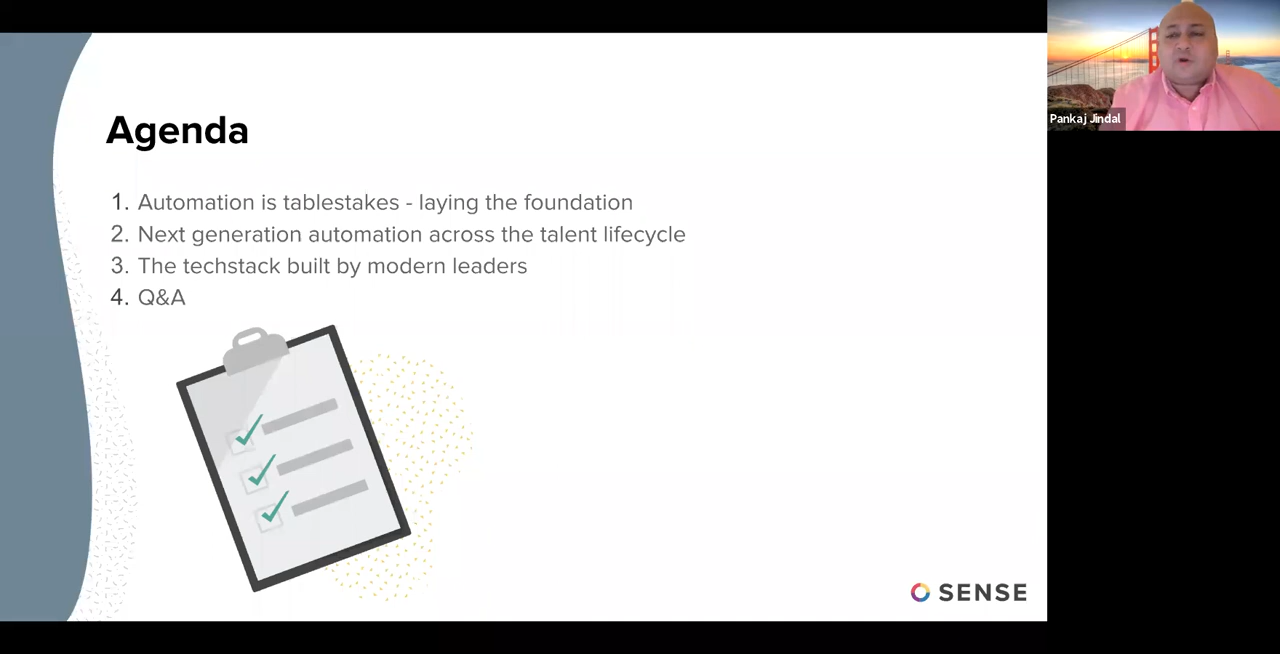 Agenda
1. Automation is tablestakes - laying the foundation
2. Next generation automation across the talent lifecycle
3. The techstack built by modern leaders
4. Q&A
SENSE
Pankaj Jindal